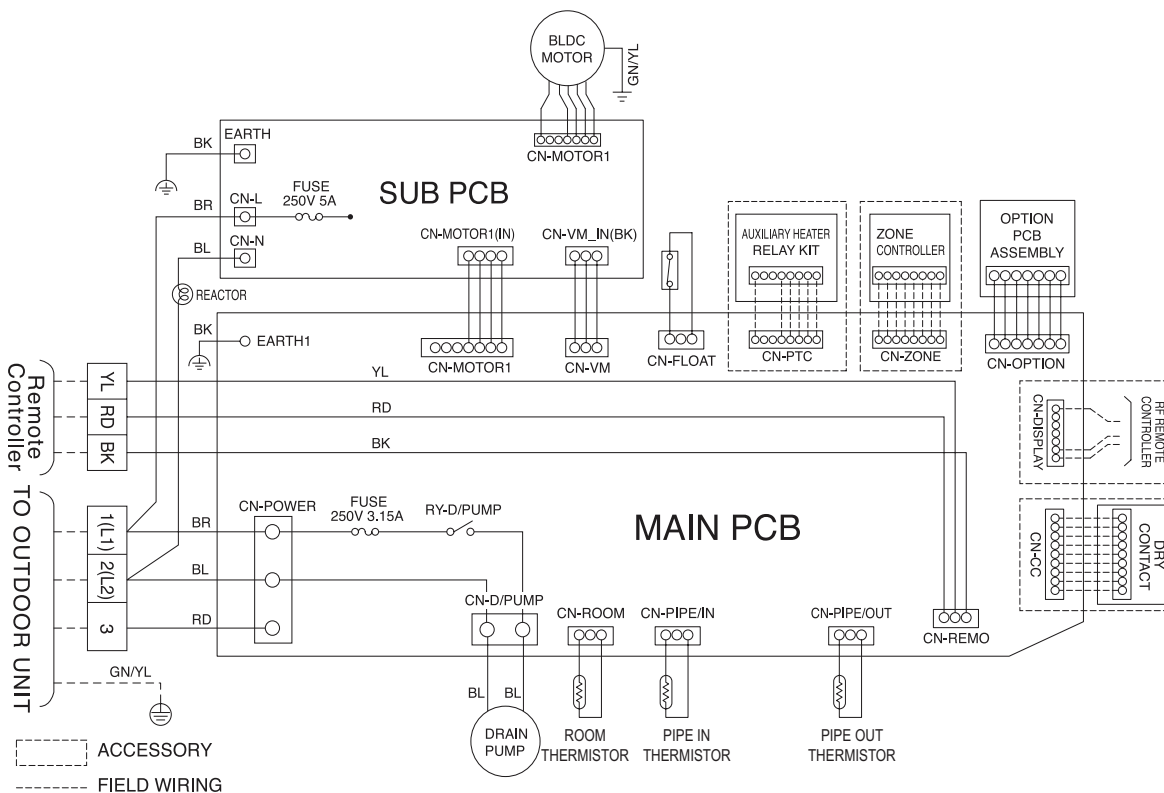 BLDC
MOTOR
GN/YL
EARTH
BK
CN-MOTOR1
FUSE
250V 5A
SUB PCB
BR
CN-L
BL
CN-N
CN-MOTOR1(IN)
CN-VM_IN(BK)
AUXILIARY HEATER
RELAY KIT
ZONE
CONTROLLER
OPTION
PCB
ASSEMBLY
REACTOR
BK
EARTH1
CN-MOTOR1
CN-VM
CN-FLOAT
CN-PTC
CN-ZONE
CN-OPTION
Remote
Controller
YL
RD
BK
YL
RD
BK
CN-DISPLAY
RF REMOTE
CONTROLLER
TO OUTDOOR UNIT
1(L1)
2(L2)
3
BR
BL
RD
GN/YL
CN-POWER
FUSE
250V 3.15A
RY-D/PUMP
MAIN PCB
CN-CC
DRY
CONTACT
CN-D/PUMP
CN-ROOM
CN-PIPE/IN
CN-PIPE/OUT
CN-REMO
BL
BL
DRAIN
PUMP
ROOM
THERMISTOR
PIPE IN
THERMISTOR
PIPE OUT
THERMISTOR
ACCESSORY
FIELD WIRING